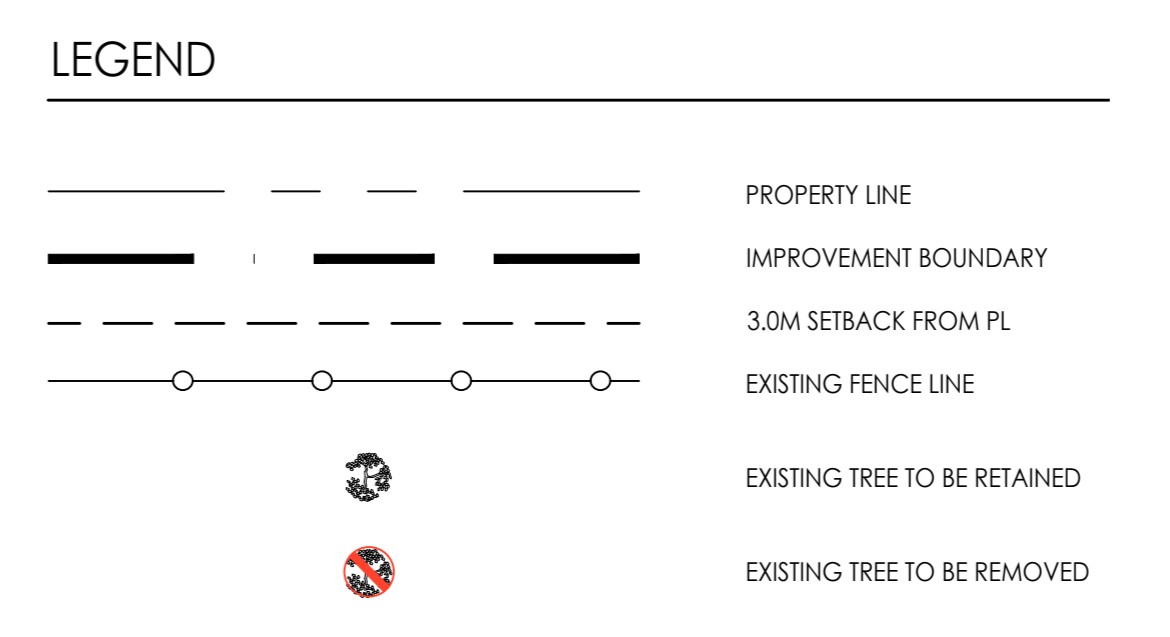 LEGEND
PROPERTY LINE
IMPROVEMENT BOUNDARY
3.0M SETBACK FROM PL
EXISTING FENCE LINE
EXISTING TREE TO BE RETAINED
EXISTING TREE TO BE REMOVED